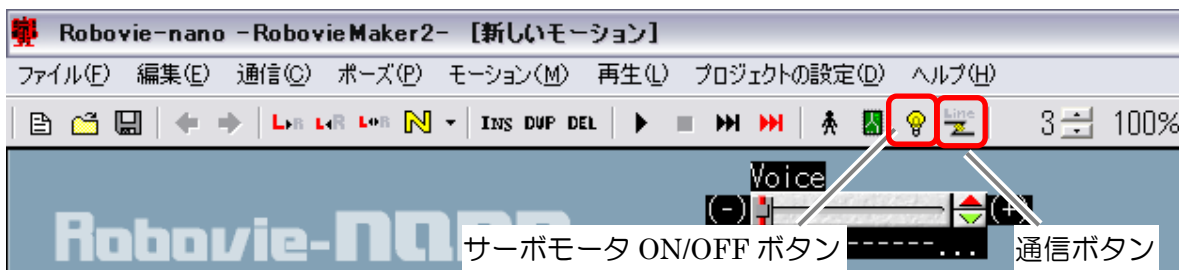 Robovie-nano -RobovieMaker2- [新しいモーション]
ファイル(F) 編集(E) 通信(C) ポーズ(P) モーション(M) 再生(L) プロジェクトの設定(D) ヘルプ(H)
L▸R L◂R L↔R N INS DUP DEL Line 3 100%
Voice
(-) (+)
Robovie-nano
-------...
サーボモータ ON/OFF ボタン
通信ボタン